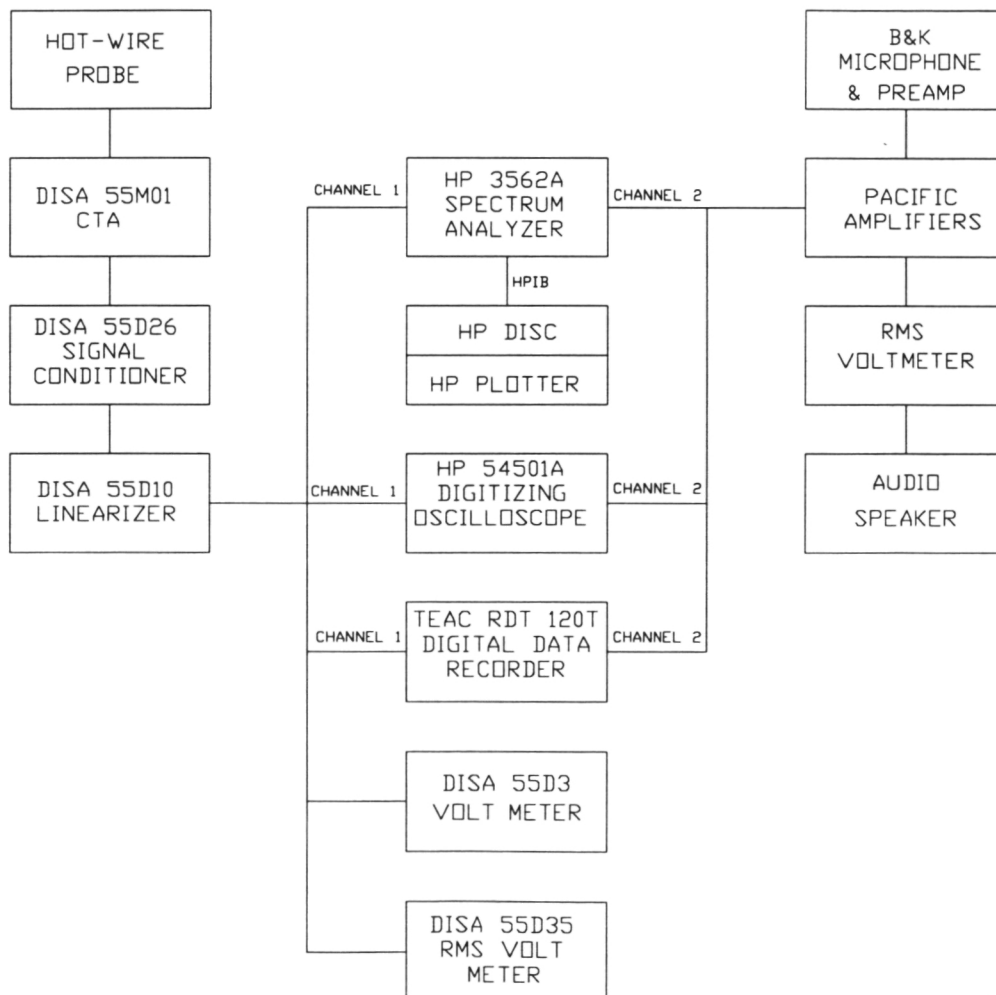 HOT-WIRE
PROBE
DISA 55M01
CTA
DISA 55D26
SIGNAL
CONDITIONER
DISA 55D10
LINEARIZER
CHANNEL 1
HP 3562A
SPECTRUM
ANALYZER
CHANNEL 2
HPIB
HP DISC
HP PLOTTER
CHANNEL 1
HP 54501A
DIGITIZING
OSCILLOSCOPE
CHANNEL 2
CHANNEL 1
TEAC RDT 120T
DIGITAL DATA
RECORDER
CHANNEL 2
DISA 55D3
VOLT METER
DISA 55D35
RMS VOLT
METER
B&K
MICROPHONE
& PREAMP
PACIFIC
AMPLIFIERS
RMS
VOLTMETER
AUDIO
SPEAKER